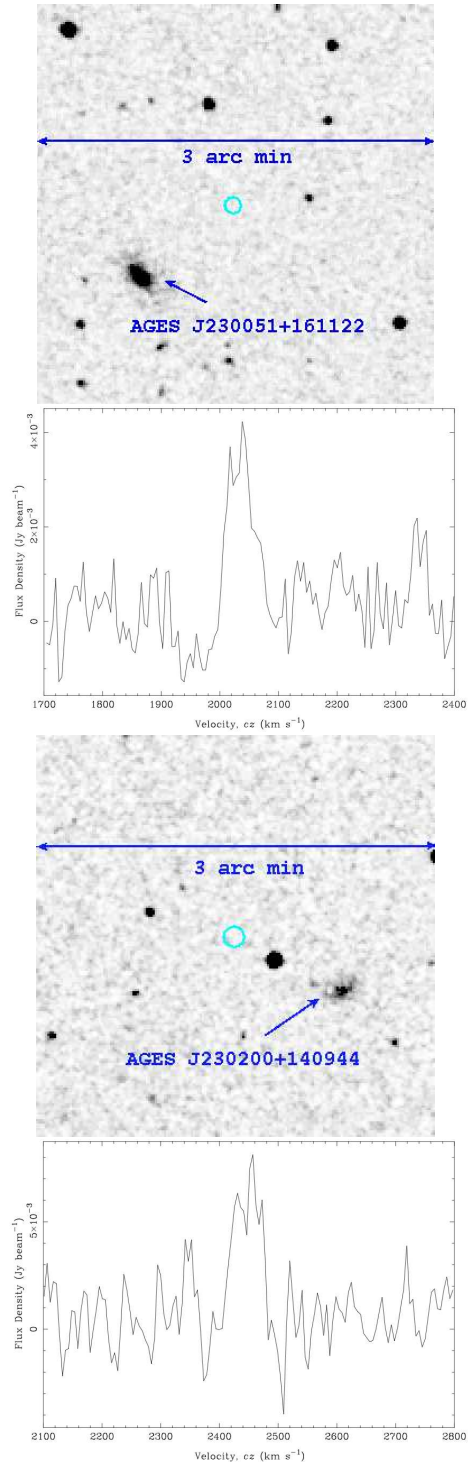 3 arc min
AGES J230051+161122
Flux Density (Jy beam⁻¹)
4×10⁻³
2×10⁻³
0
1700 1800 1900 2000 2100 2200 2300 2400
Velocity, cz (km s⁻¹)
3 arc min
AGES J230200+140944
Flux Density (Jy beam⁻¹)
5×10⁻³
0
2100 2200 2300 2400 2500 2600 2700 2800
Velocity, cz (km s⁻¹)